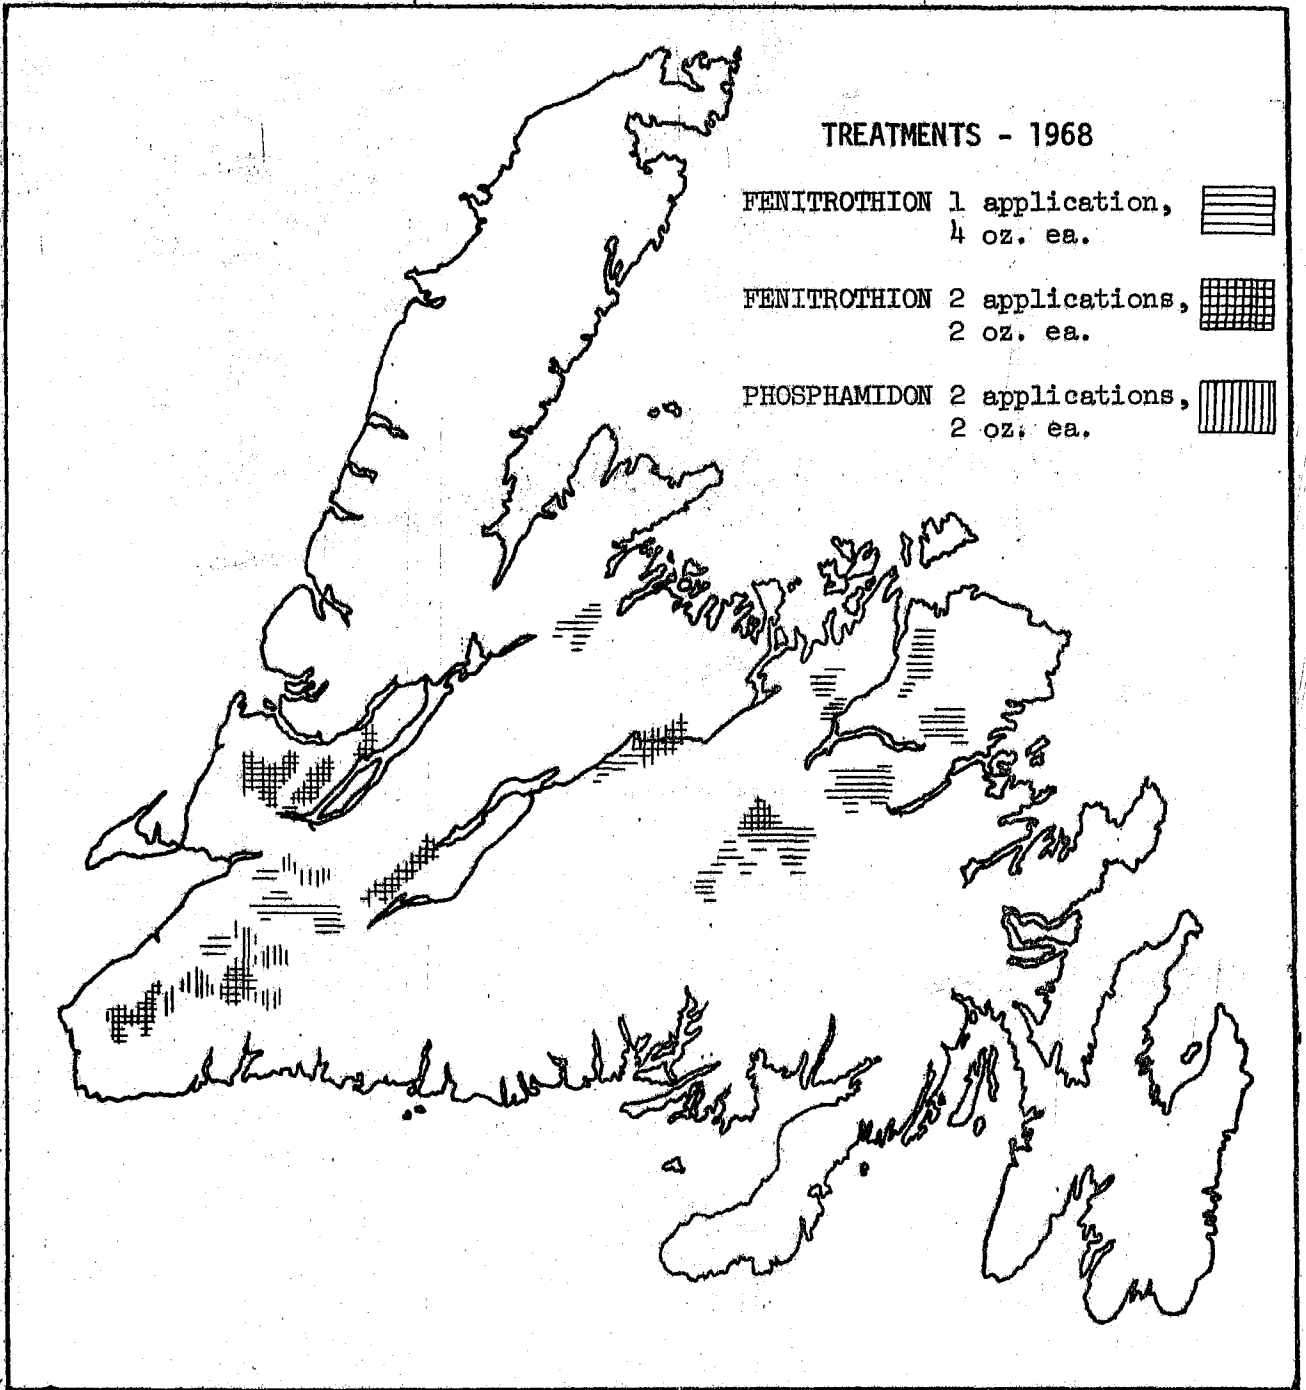 TREATMENTS - 1968
FENITROTHION 1 application,
4 oz. ea.
FENITROTHION 2 applications,
2 oz. ea.
PHOSPHAMIDON 2 applications,
2 oz. ea.